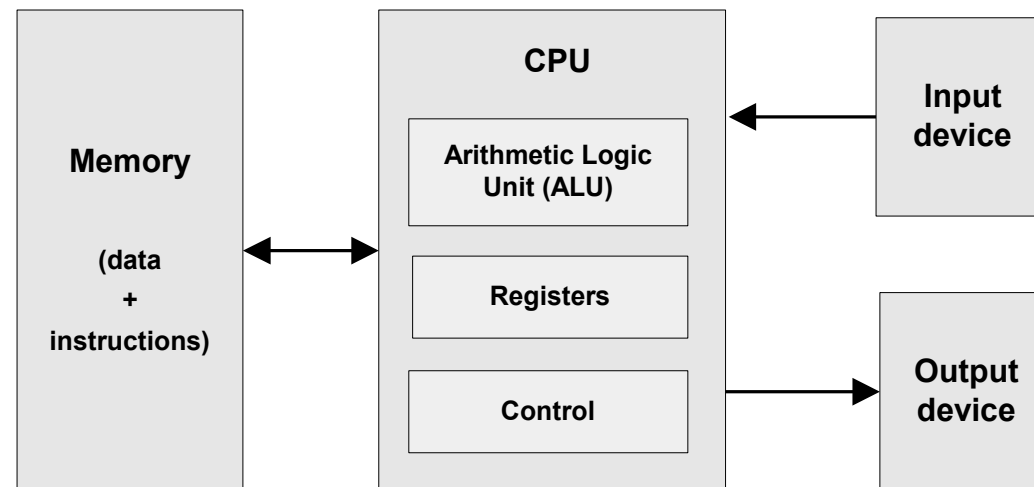 Memory
(data
+
instructions)
CPU
Arithmetic Logic
Unit (ALU)
Registers
Control
Input
device
Output
device